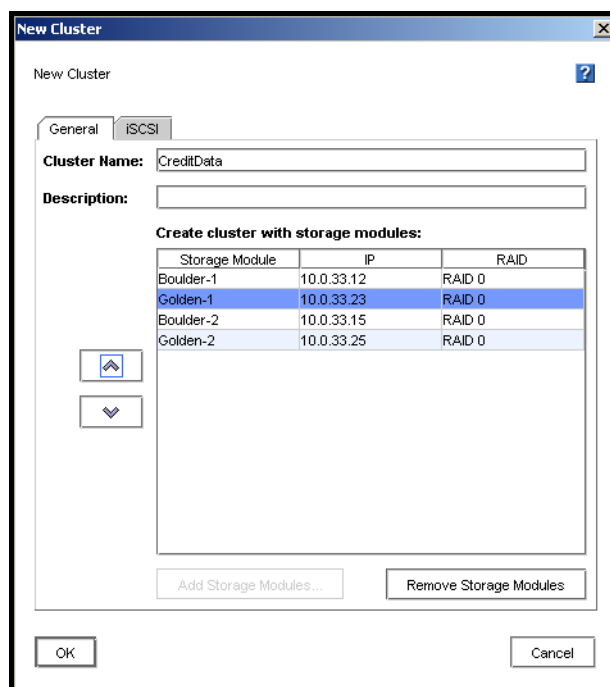 New Cluster
New Cluster
?
General iSCSI
Cluster Name: CreditData
Description:
Create cluster with storage modules:
Storage Module IP RAID
Boulder-1 10.0.33.12 RAID 0
Golden-1 10.0.33.23 RAID 0
Boulder-2 10.0.33.15 RAID 0
Golden-2 10.0.33.25 RAID 0
Add Storage Modules... Remove Storage Modules
OK Cancel